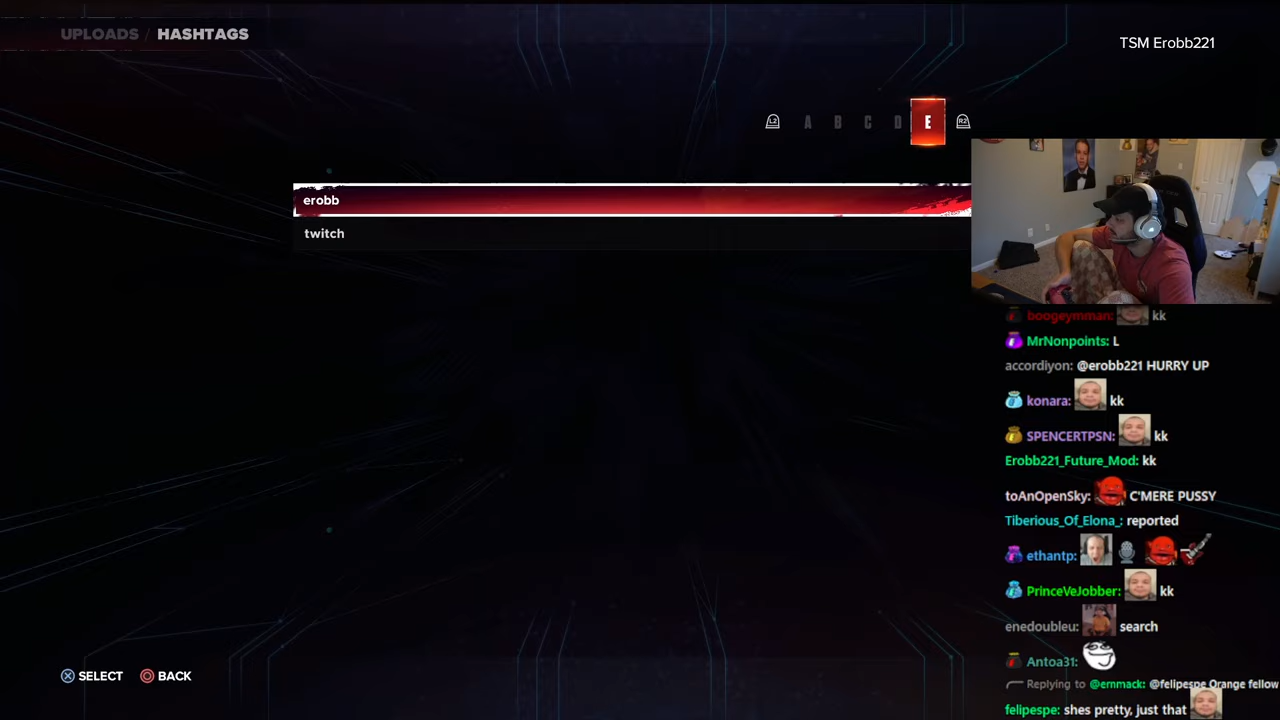 UPLOADS / HASHTAGS
TSM Erobb221
L2 A B C D E R2
erobb
twitch
boogeymman: kk
MrNonpoints: L
accordiyon: @erobb221 HURRY UP
konara: kk
SPENCERTPSN: kk
Erobb221_Future_Mod: kk
toAnOpenSky: C'MERE PUSSY
Tiberious_Of_Elona_: reported
ethantp:
PrinceVeJobber: kk
enedoubleu: search
Antoa31:
Replying to @emmack: @felipespe Orange fellow
felipespe: shes pretty, just that
SELECT BACK